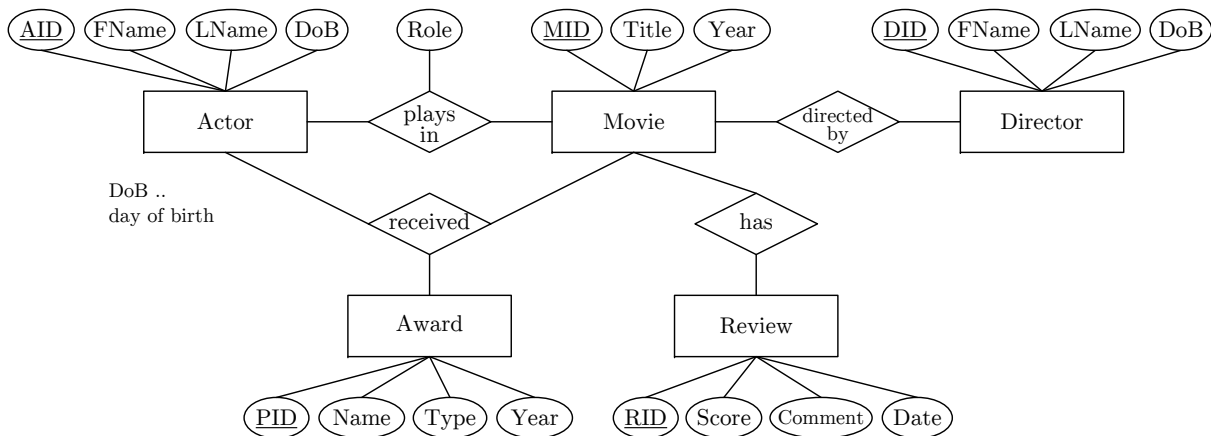 AID FName LName DoB Role MID Title Year DID FName LName DoB
Actor
plays
in
Movie
directed
by
Director
DoB ..
day of birth
received
has
Award
Review
PID Name Type Year RID Score Comment Date